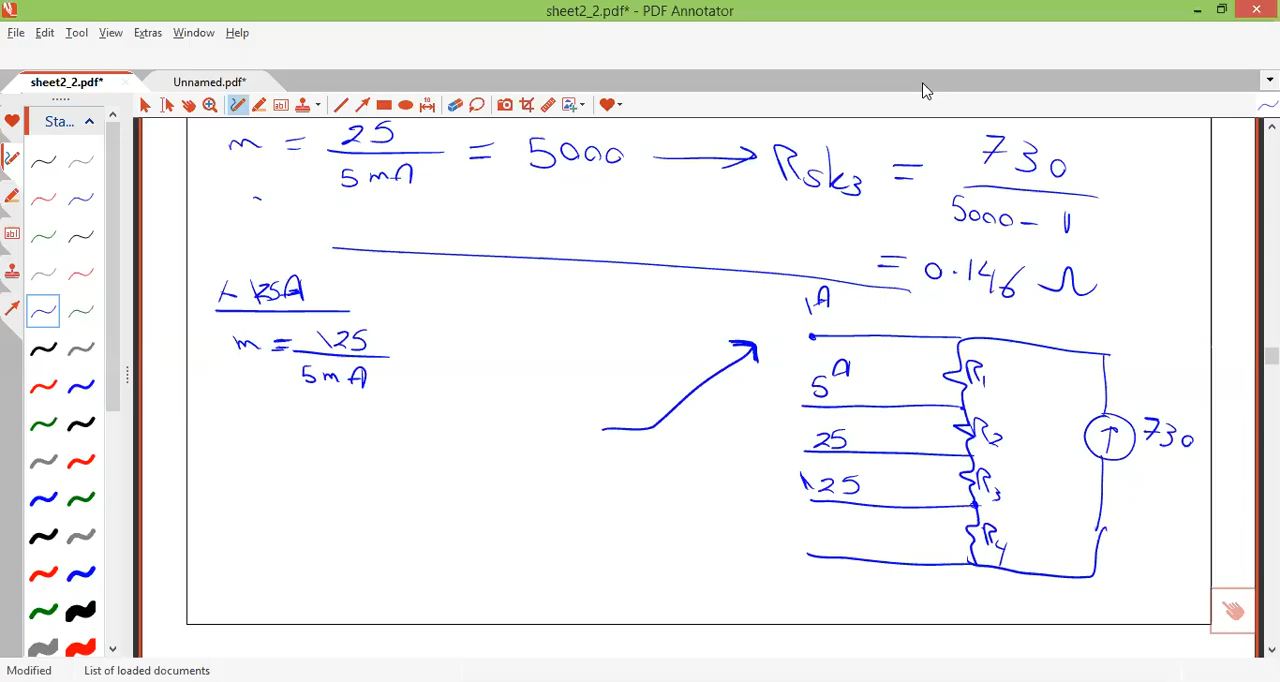 sheet2_2.pdf* - PDF Annotator
File Edit Tool View Extras Window Help
sheet2_2.pdf* Unnamed.pdf*
Sta...
m = 25 / 5 mA = 5000 → Rsh3 = 730 / 5000 - 1
= 0.146 Ω
125A
m = 125 / 5 mA
1A
5A
25
125
R1
R2
R3
R4
730
Modified List of loaded documents